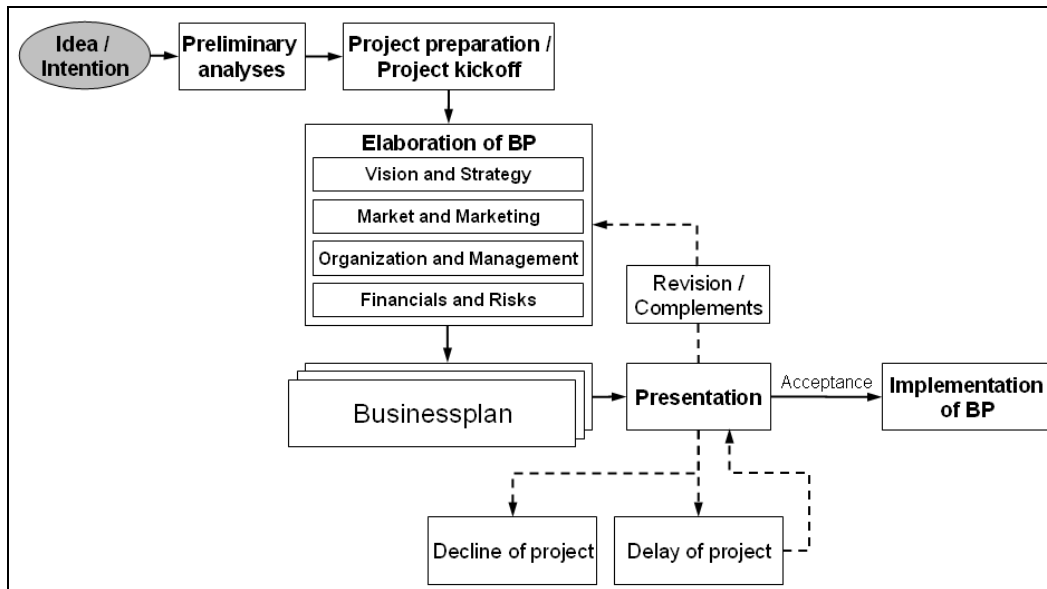 Idea /
Intention
Preliminary
analyses
Project preparation /
Project kickoff
Elaboration of BP
Vision and Strategy
Market and Marketing
Organization and Management
Financials and Risks
Revision /
Complements
Businessplan
Presentation
Acceptance
Implementation
of BP
Decline of project
Delay of project